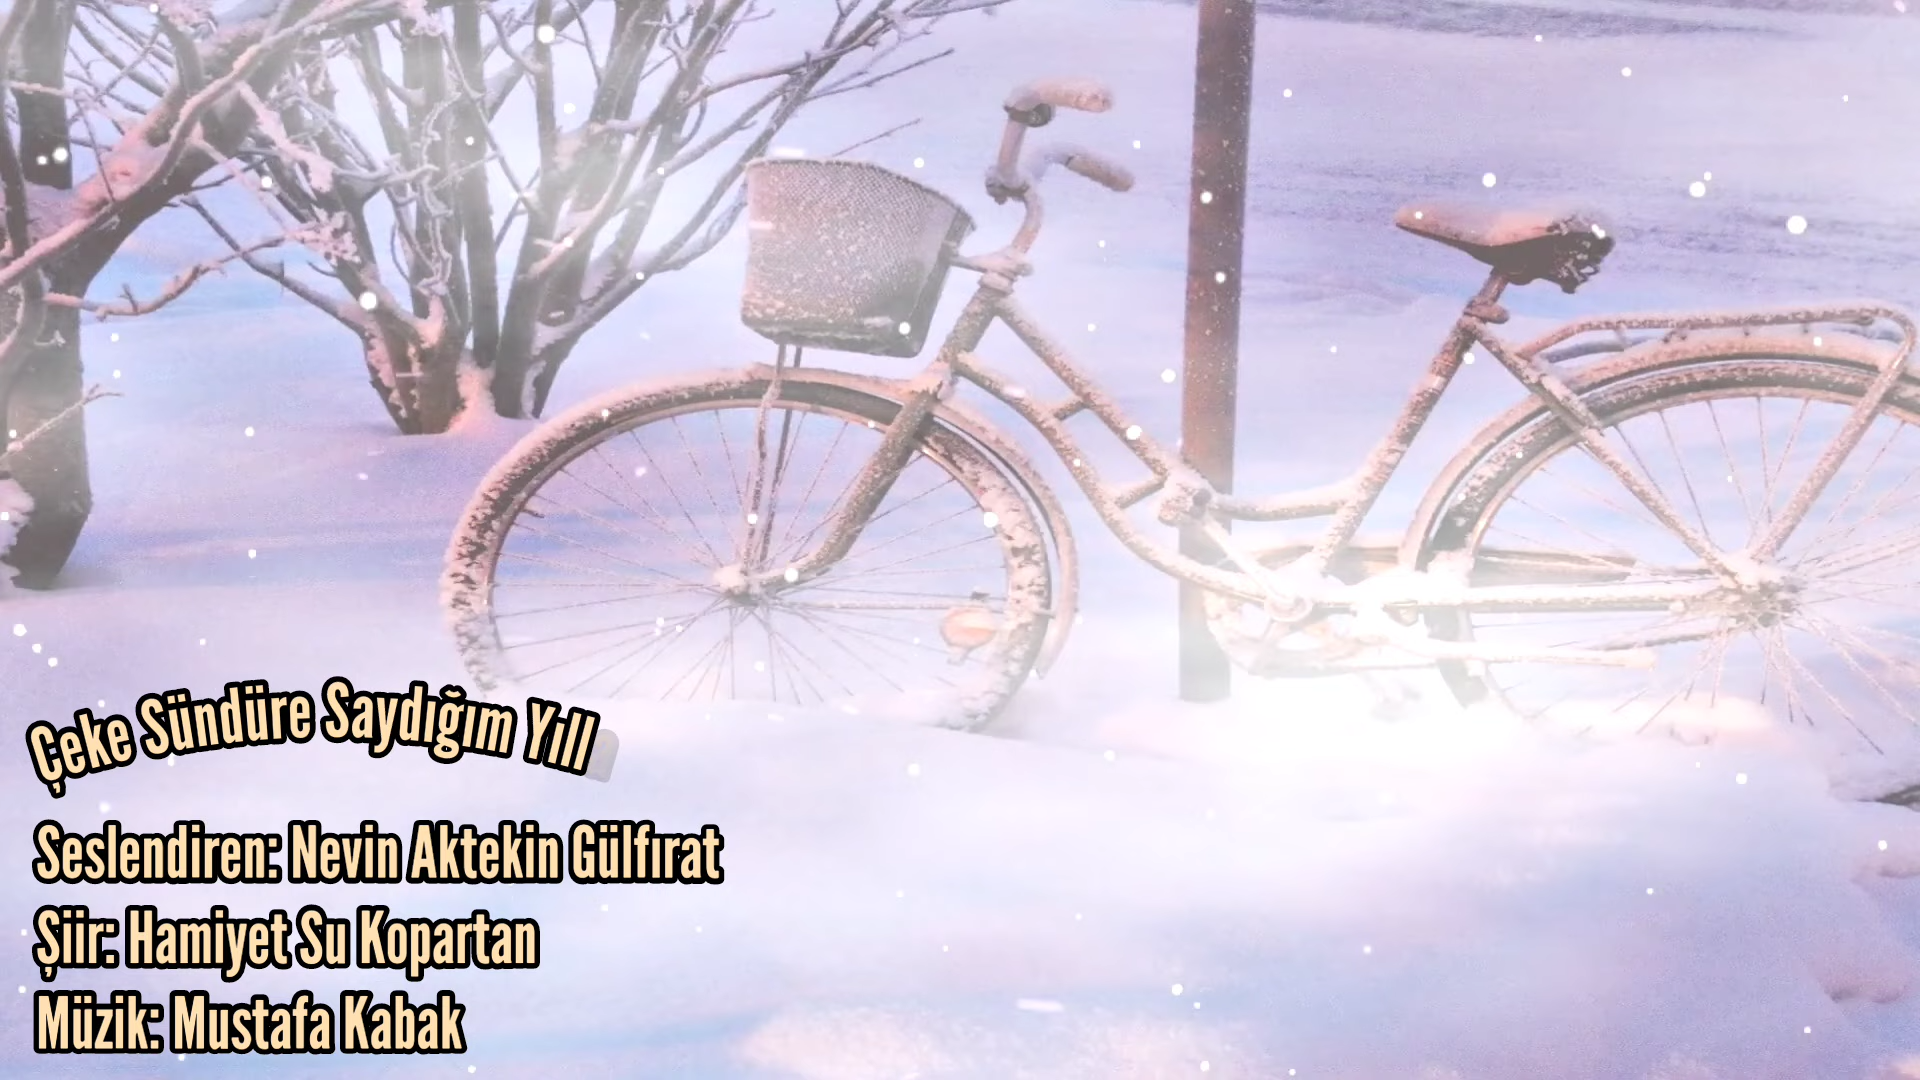 Çeke Sündüre Saydığım Yıll
Seslendiren: Nevin Aktekin Gülfırat
Şiir: Hamiyet Su Kopartan
Müzik: Mustafa Kabak